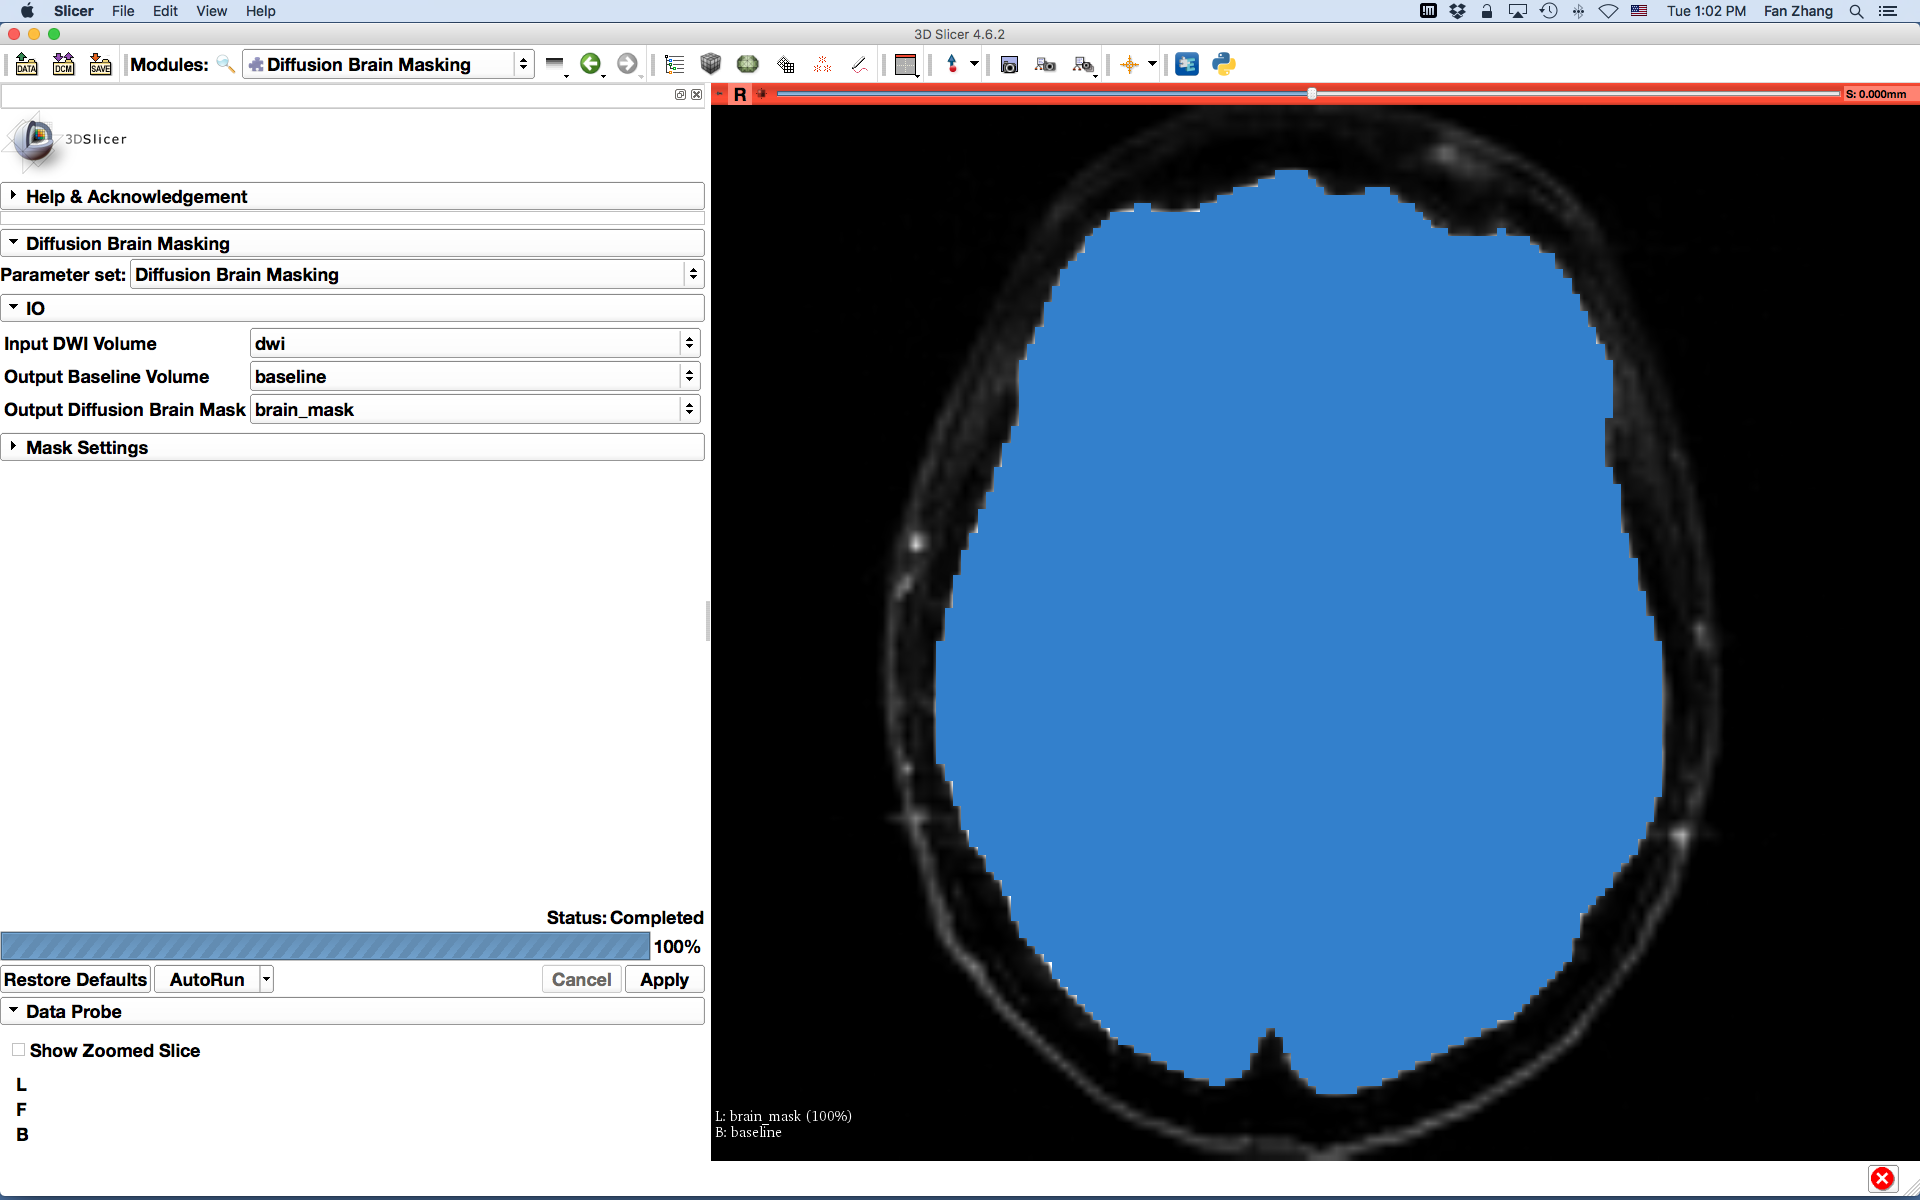 Slicer File Edit View Help Tue 1:02 PM Fan Zhang
3D Slicer 4.6.2
DATA DCM SAVE Modules: Diffusion Brain Masking
R S: 0.000mm
3DSlicer
Help & Acknowledgement
Diffusion Brain Masking
Parameter set: Diffusion Brain Masking
IO
Input DWI Volume dwi
Output Baseline Volume baseline
Output Diffusion Brain Mask brain_mask
Mask Settings
Status: Completed
100%
Restore Defaults AutoRun Cancel Apply
Data Probe
Show Zoomed Slice
L
F
B
L: brain_mask (100%)
B: baseline